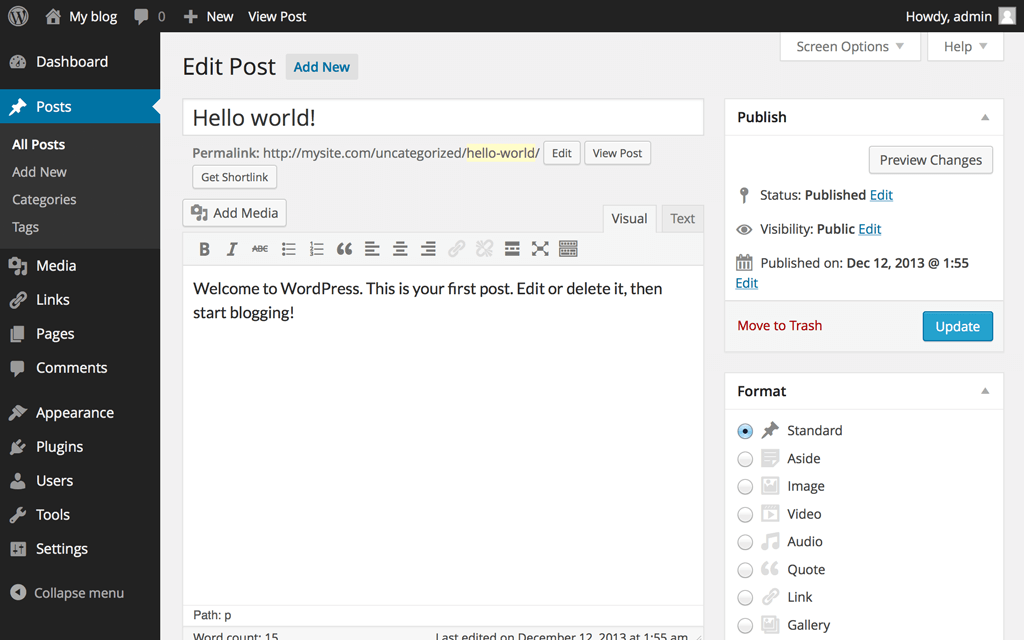 My blog 0 New View Post Howdy, admin
Screen Options Help
Dashboard
Posts
All Posts
Add New
Categories
Tags
Media
Links
Pages
Comments
Appearance
Plugins
Users
Tools
Settings
Collapse menu
Edit Post Add New
Hello world!
Permalink: http://mysite.com/uncategorized/hello-world/ Edit View Post
Get Shortlink
Add Media
Visual Text
B I ABC
Welcome to WordPress. This is your first post. Edit or delete it, then
start blogging!
Path: p
Word count: 15 Last edited on December 12, 2013 at 1:55 am
Publish
Preview Changes
Status: Published Edit
Visibility: Public Edit
Published on: Dec 12, 2013 @ 1:55
Edit
Move to Trash Update
Format
Standard
Aside
Image
Video
Audio
Quote
Link
Gallery